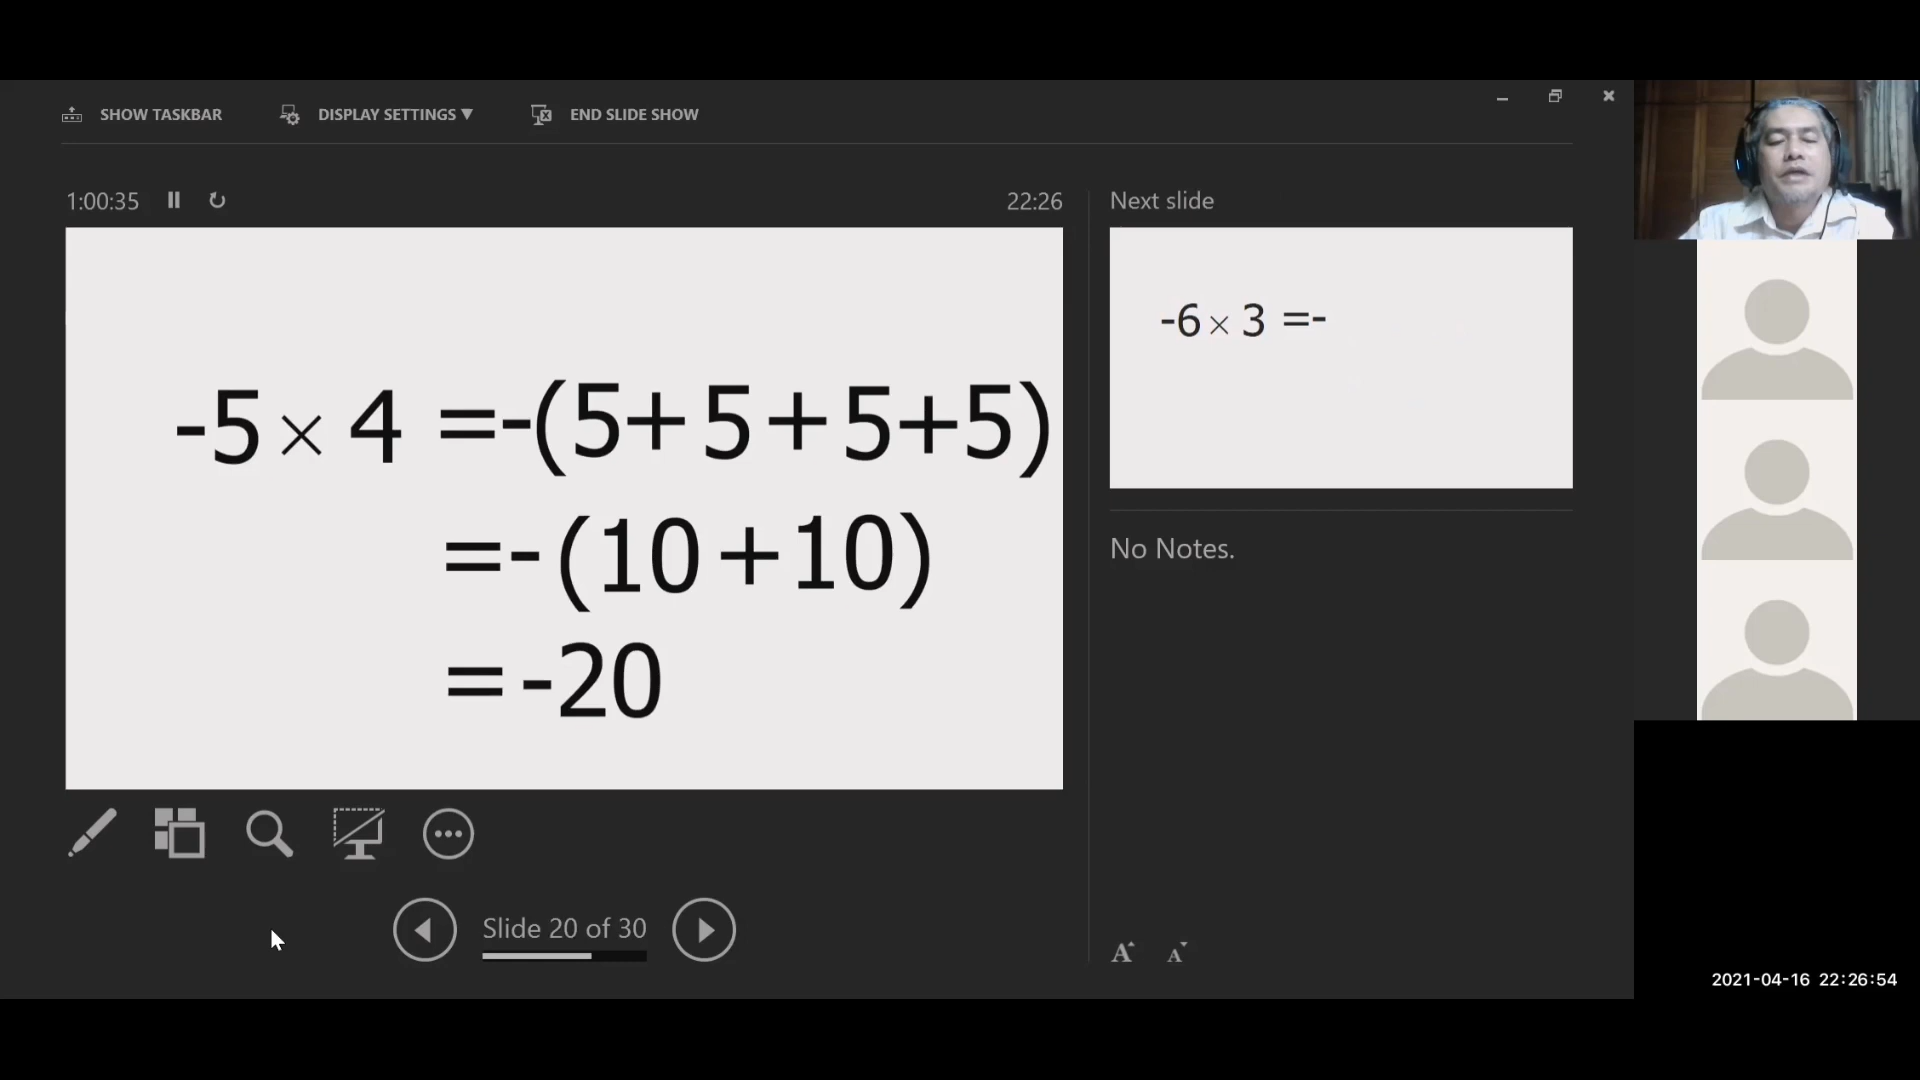 SHOW TASKBAR DISPLAY SETTINGS ▼ END SLIDE SHOW
1:00:35 22:26
-5 × 4 =-(5+5+5+5)
=-(10+10)
=-20
Slide 20 of 30
Next slide
-6 × 3 =-
No Notes.
A A
2021-04-16 22:26:54